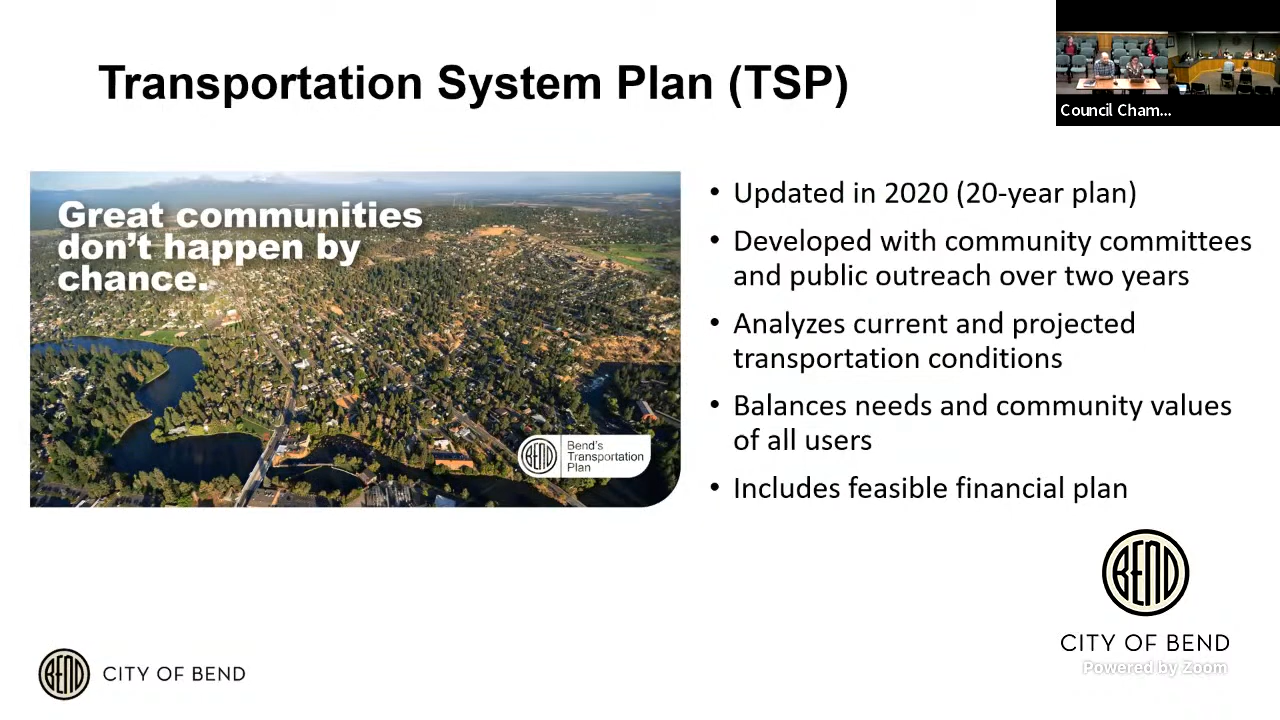 Transportation System Plan (TSP)
Council Cham...
Great communities
don't happen by
chance.
BEND
Bend's
Transportation
Plan
• Updated in 2020 (20-year plan)
• Developed with community committees
and public outreach over two years
• Analyzes current and projected
transportation conditions
• Balances needs and community values
of all users
• Includes feasible financial plan
BEND
CITY OF BEND
Powered by Zoom
BEND
CITY OF BEND